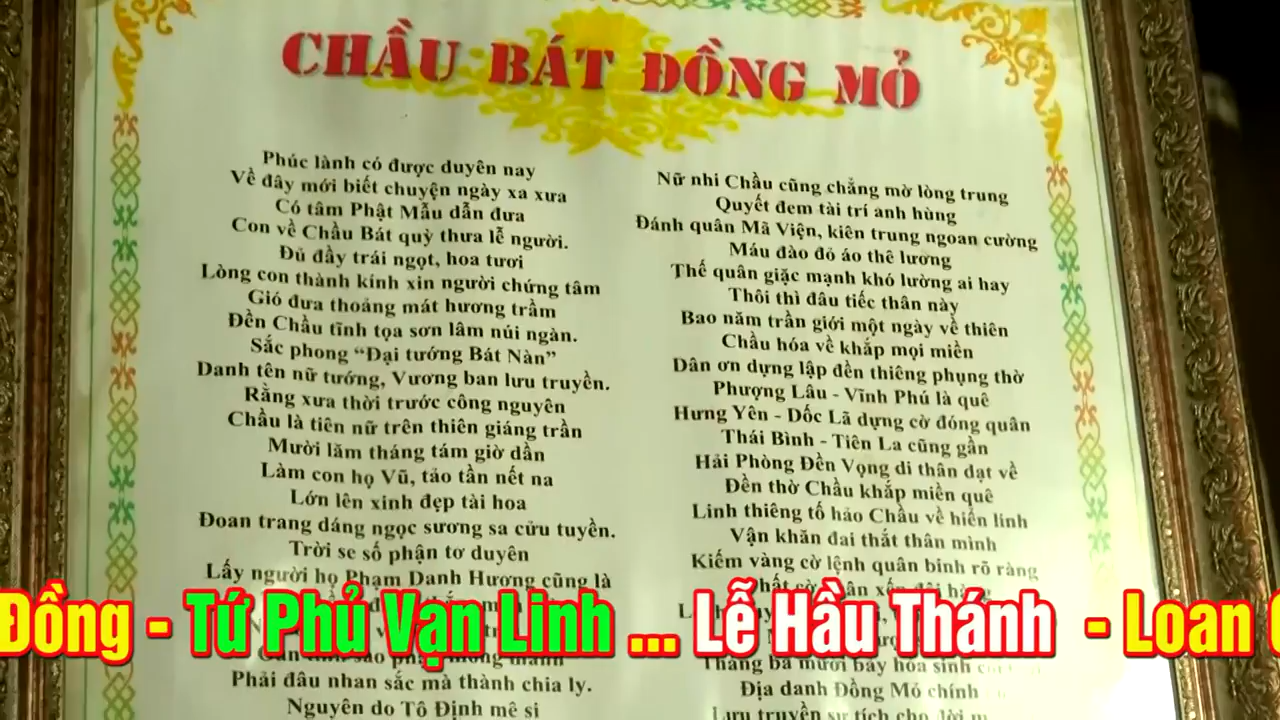 CHẦU BÁT ĐỒNG MỎ
Phúc lành có được duyên nay
Về đây mới biết chuyện ngày xa xưa
Có tâm Phật Mẫu dẫn đưa
Con về Chầu Bát quỳ thưa lễ người.
Đủ đầy trái ngọt, hoa tươi
Lòng con thành kính xin người chứng tâm
Gió đưa thoảng mát hương trầm
Đền Chầu tĩnh tọa sơn lâm núi ngàn.
Sắc phong “Đại tướng Bát Nàn”
Danh tên nữ tướng, Vương ban lưu truyền.
Rằng xưa thời trước công nguyên
Chầu là tiên nữ trên thiên giáng trần
Mười lăm tháng tám giờ dần
Làm con họ Vũ, tảo tần nết na
Lớn lên xinh đẹp tài hoa
Đoan trang dáng ngọc sương sa cửu tuyền.
Trời se số phận tơ duyên
Lấy người họ Phạm Danh Hương cũng là
Phải đâu nhan sắc mà thành chia ly.
Nguyên do Tô Định mê si
Nữ nhi Chầu cũng chẳng mờ lòng trung
Quyết đem tài trí anh hùng
Đánh quân Mã Viện, kiên trung ngoan cường
Máu đào đỏ áo thê lương
Thế quân giặc mạnh khó lường ai hay
Thôi thì đâu tiếc thân này
Bao năm trần giới một ngày về thiên
Chầu hóa về khắp mọi miền
Dân ơn dựng lập đền thiêng phụng thờ
Phượng Lâu - Vĩnh Phú là quê
Hưng Yên - Dốc Lã dựng cờ đóng quân
Thái Bình - Tiên La cũng gần
Hải Phòng Đền Vọng di thân dạt về
Đền thờ Chầu khắp miền quê
Linh thiêng tố hảo Chầu về hiển linh
Vận khăn đai thắt thân mình
Kiếm vàng cờ lệnh quân binh rõ ràng
Tháng ba mười bảy hóa sinh
Địa danh Đồng Mỏ chính
Lưu truyền sự tích cho đời
Đồng - Tứ Phủ Vạn Linh ... Lễ Hầu Thánh - Loan